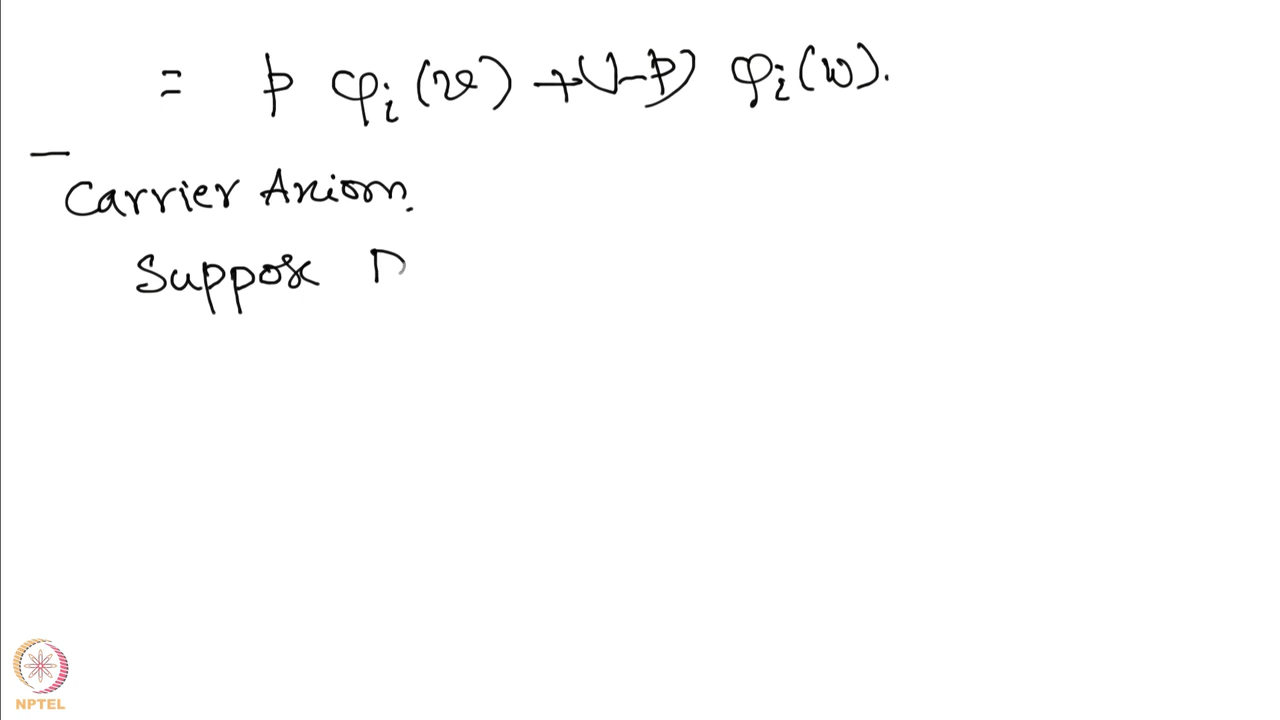 = p φᵢ(v) + (1-p) φᵢ(w).
Carrier Axiom.
Suppose D
NPTEL